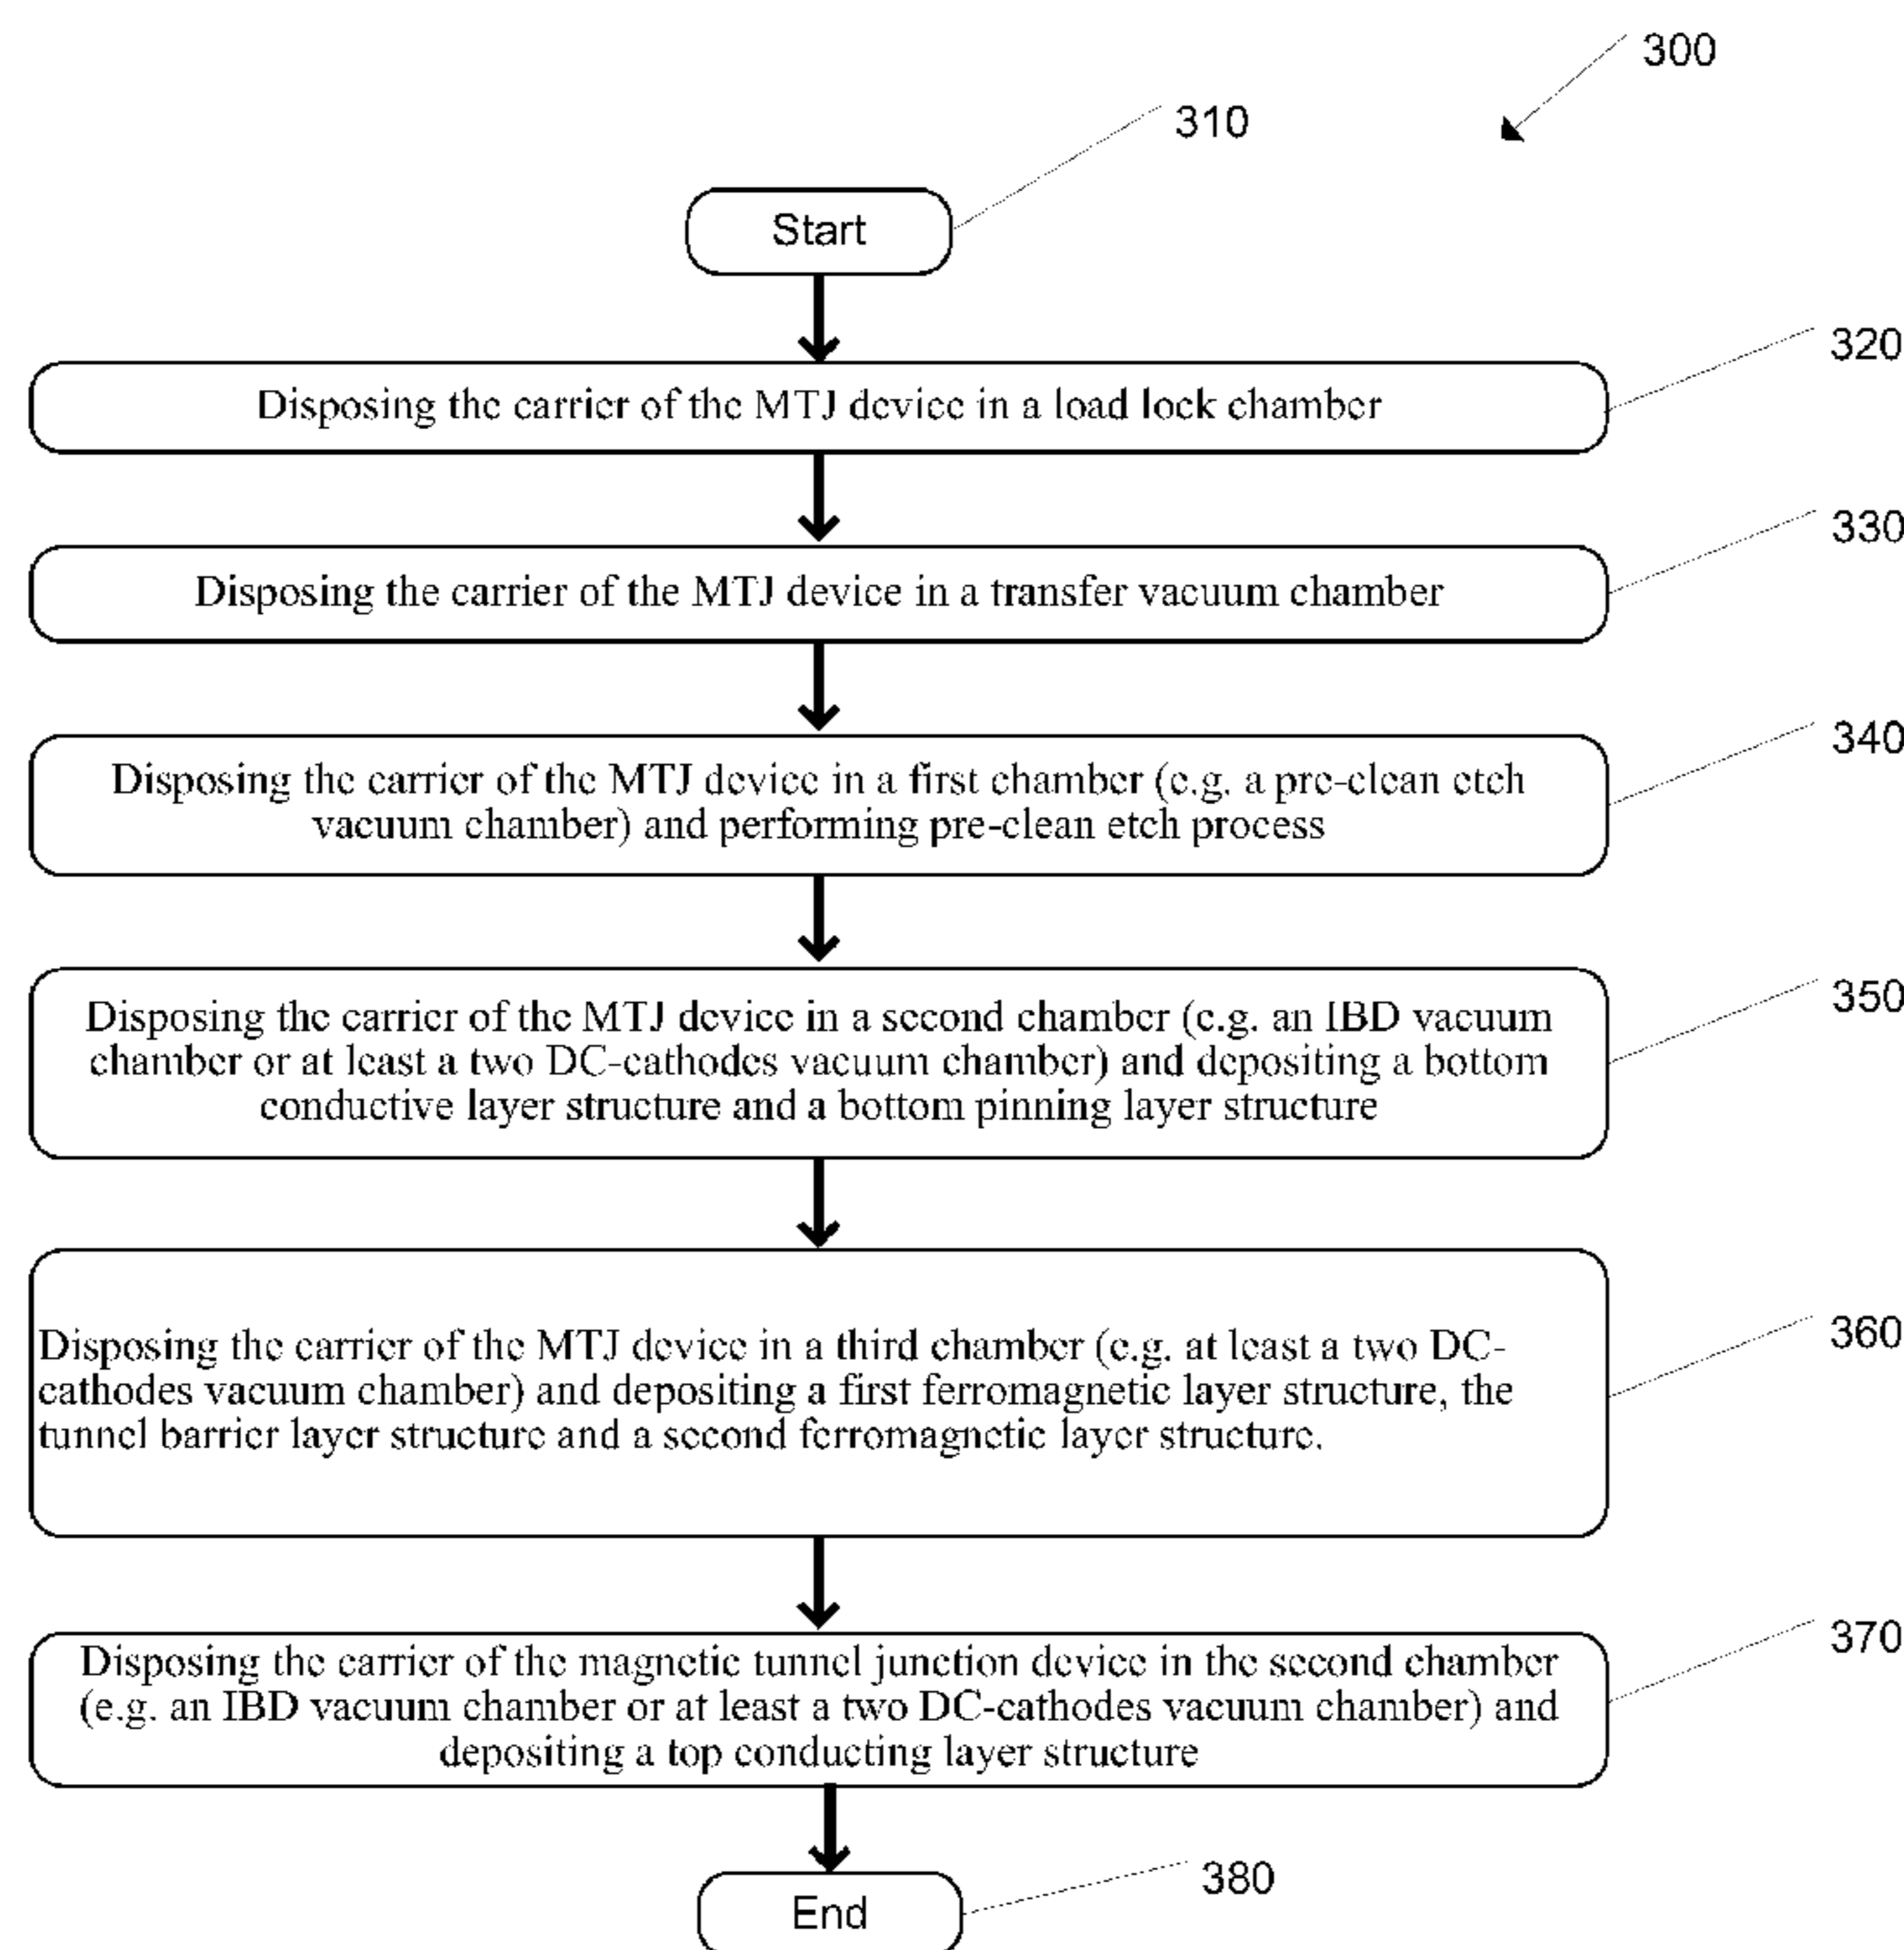 300
310
Start
320
Disposing the carrier of the MTJ device in a load lock chamber
330
Disposing the carrier of the MTJ device in a transfer vacuum chamber
340
Disposing the carrier of the MTJ device in a first chamber (e.g. a pre-clean etch
vacuum chamber) and performing pre-clean etch process
350
Disposing the carrier of the MTJ device in a second chamber (e.g. an IBD vacuum
chamber or at least a two DC-cathodes vacuum chamber) and depositing a bottom
conductive layer structure and a bottom pinning layer structure
360
Disposing the carrier of the MTJ device in a third chamber (e.g. at least a two DC-
cathodes vacuum chamber) and depositing a first ferromagnetic layer structure, the
tunnel barrier layer structure and a second ferromagnetic layer structure.
370
Disposing the carrier of the magnetic tunnel junction device in the second chamber
(e.g. an IBD vacuum chamber or at least a two DC-cathodes vacuum chamber) and
depositing a top conducting layer structure
380
End